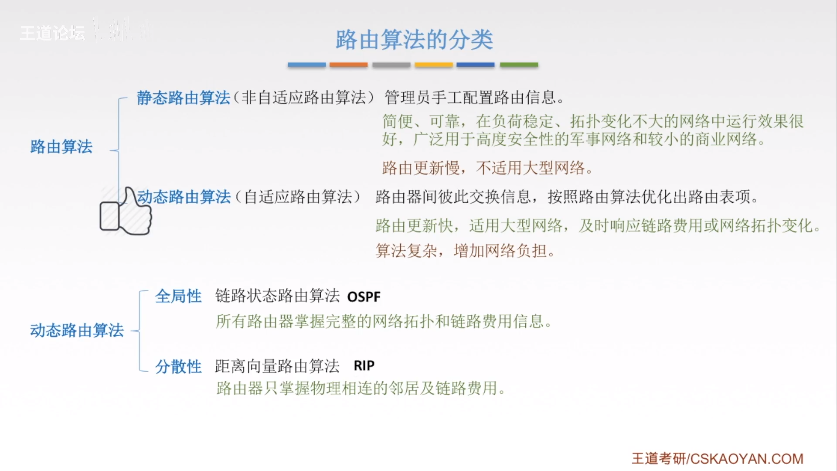 王道论坛
路由算法的分类
静态路由算法（非自适应路由算法）管理员手工配置路由信息。
简便、可靠，在负荷稳定、拓扑变化不大的网络中运行效果很
好，广泛用于高度安全性的军事网络和较小的商业网络。
路由算法
路由更新慢，不适用大型网络。
动态路由算法（自适应路由算法） 路由器间彼此交换信息，按照路由算法优化出路由表项。
路由更新快，适用大型网络，及时响应链路费用或网络拓扑变化。
算法复杂，增加网络负担。
全局性 链路状态路由算法 OSPF
所有路由器掌握完整的网络拓扑和链路费用信息。
动态路由算法
分散性 距离向量路由算法 RIP
路由器只掌握物理相连的邻居及链路费用。
王道考研/CSKAOYAN.COM